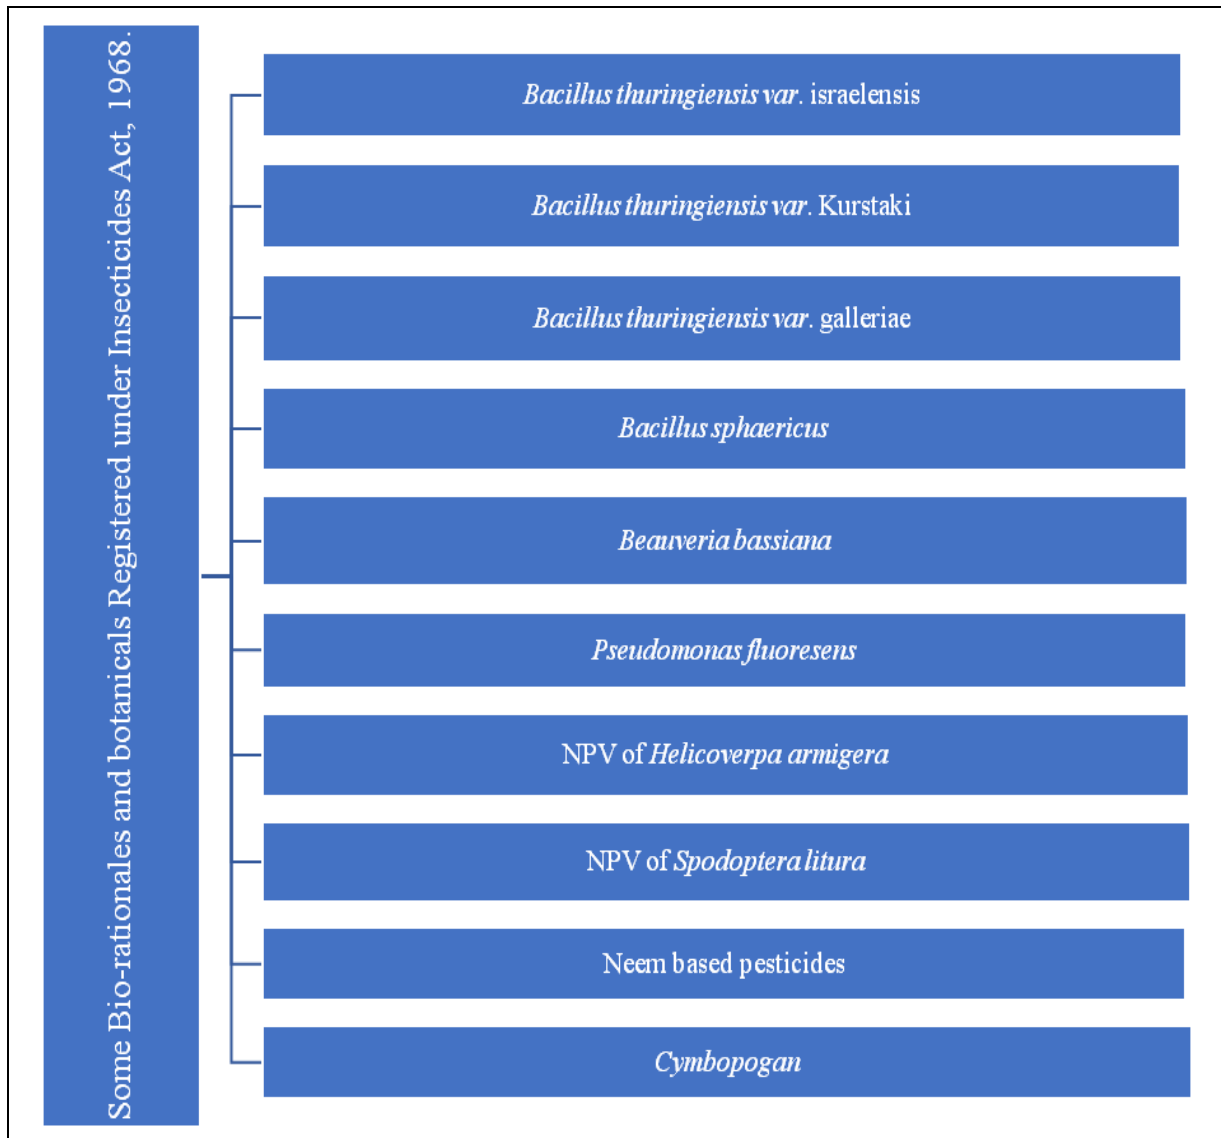 Some Bio-rationales and botanicals Registered under Insecticides Act, 1968.
Bacillus thuringiensis var. israelensis
Bacillus thuringiensis var. Kurstaki
Bacillus thuringiensis var. galleriae
Bacillus sphaericus
Beauveria bassiana
Pseudomonas fluoresens
NPV of Helicoverpa armigera
NPV of Spodoptera litura
Neem based pesticides
Cymbopogan